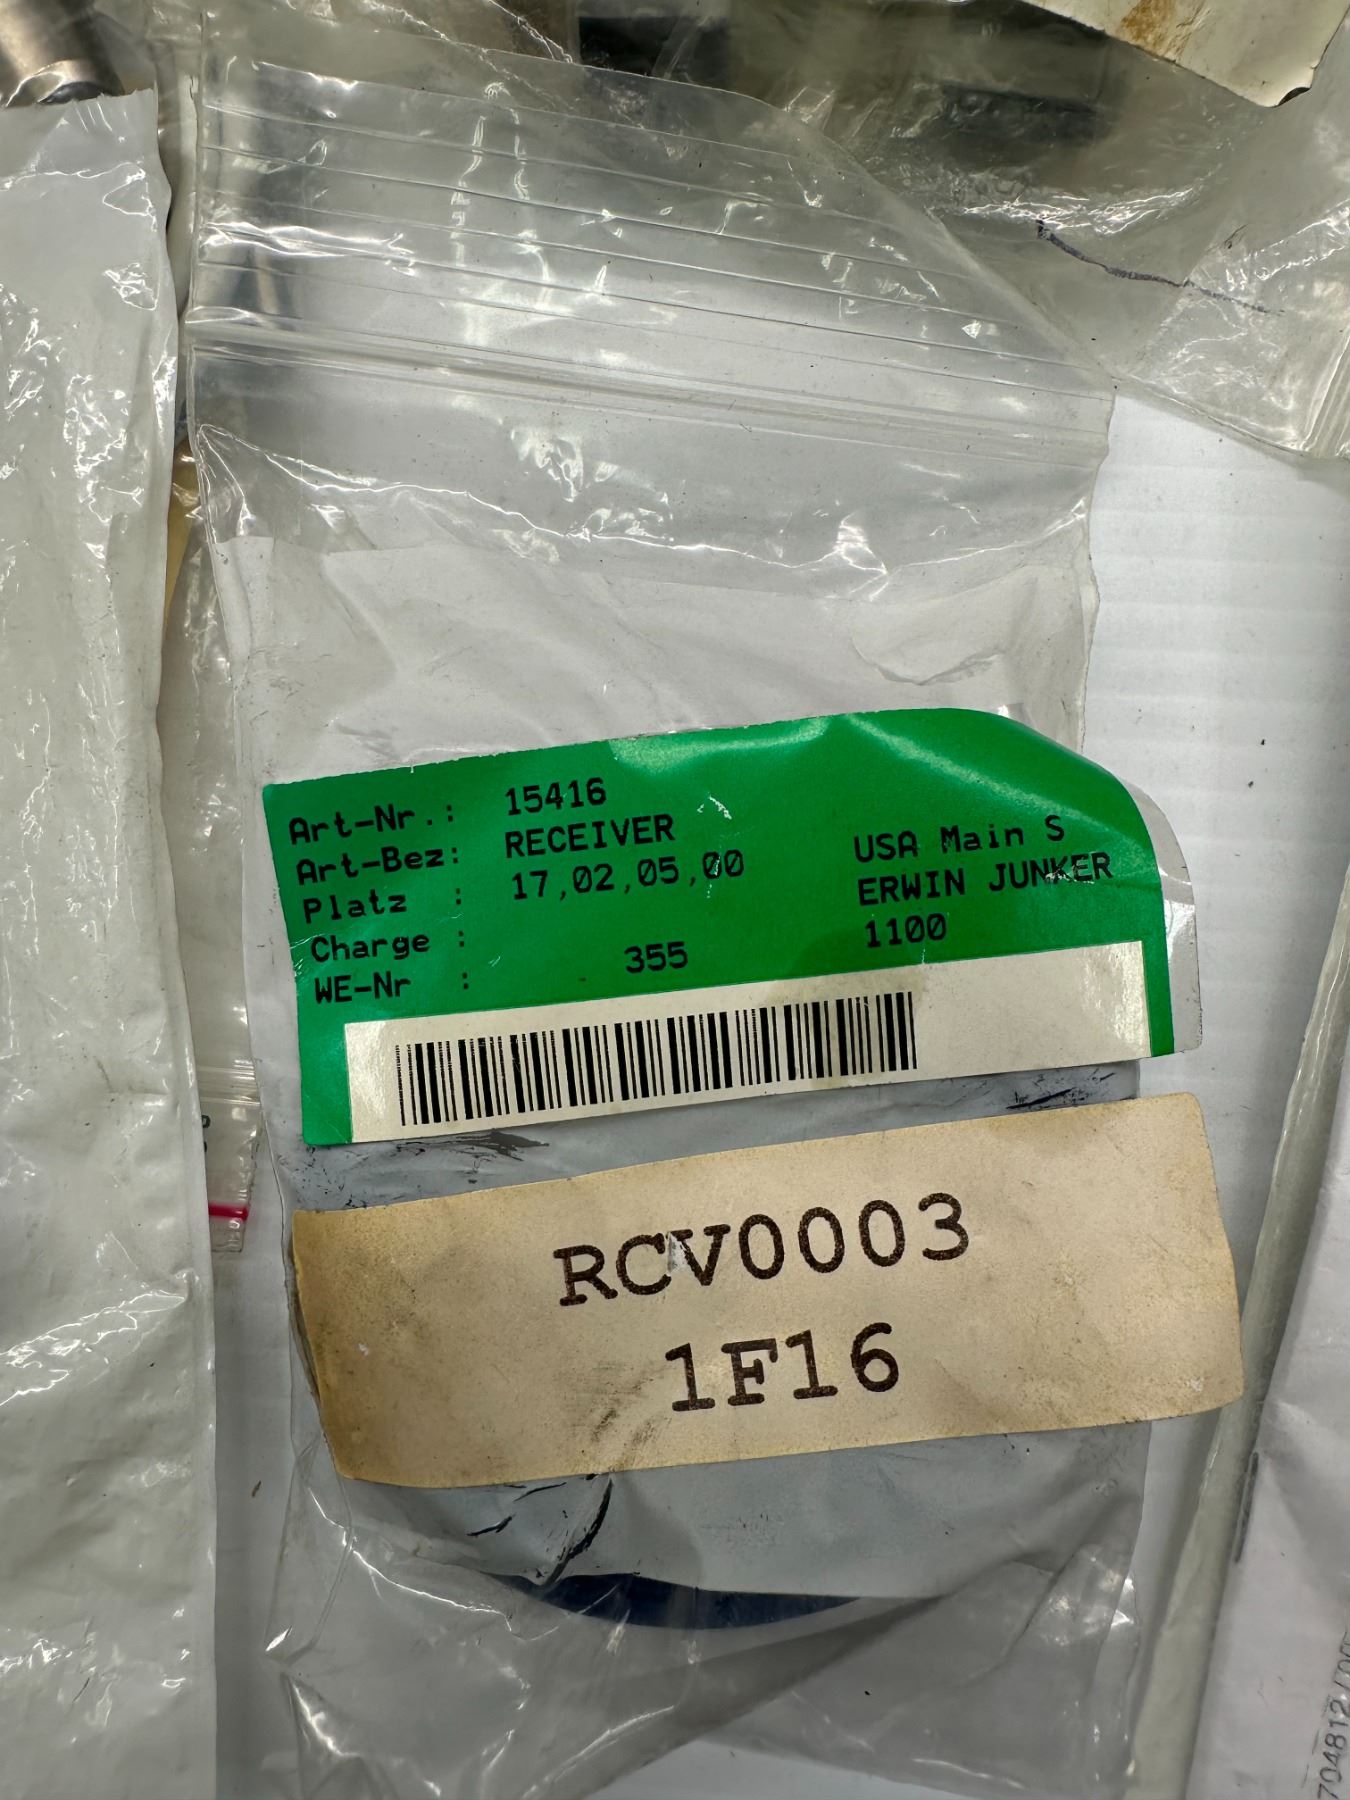 Art-Nr.: 15416
Art-Bez: RECEIVER
Platz : 17,02,05,00
Charge :
WE-Nr : 355
USA Main S
ERWIN JUNKER
1100
RCV0003
1F16